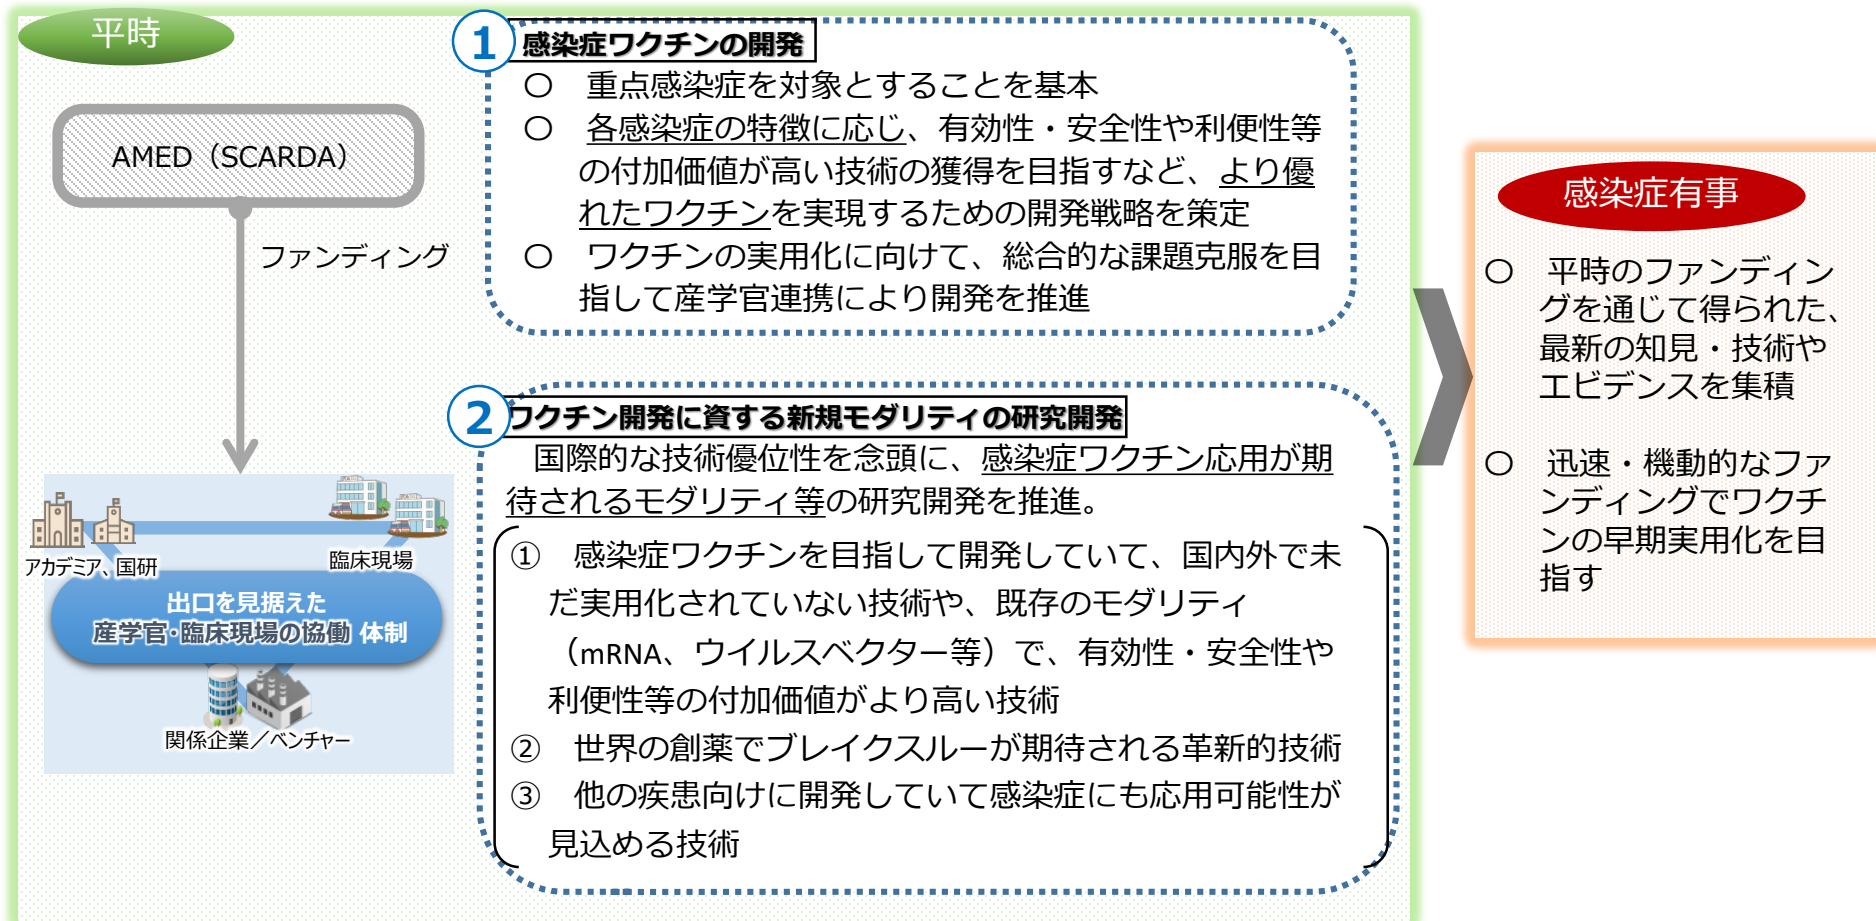 平時
AMED（SCARDA）
ファンディング
アカデミア、国研
臨床現場
出口を見据えた
産学官・臨床現場の協働 体制
関係企業／ベンチャー
1
感染症ワクチンの開発
〇　重点感染症を対象とすることを基本
〇　各感染症の特徴に応じ、有効性・安全性や利便性等
の付加価値が高い技術の獲得を目指すなど、より優
れたワクチンを実現するための開発戦略を策定
〇　ワクチンの実用化に向けて、総合的な課題克服を目
指して産学官連携により開発を推進
2
ワクチン開発に資する新規モダリティの研究開発
国際的な技術優位性を念頭に、感染症ワクチン応用が期
待されるモダリティ等の研究開発を推進。
①　感染症ワクチンを目指して開発していて、国内外で未
だ実用化されていない技術や、既存のモダリティ
（mRNA、ウイルスベクター等）で、有効性・安全性や
利便性等の付加価値がより高い技術
②　世界の創薬でブレイクスルーが期待される革新的技術
③　他の疾患向けに開発していて感染症にも応用可能性が
見込める技術
感染症有事
〇　平時のファンディン
グを通じて得られた、
最新の知見・技術や
エビデンスを集積
〇　迅速・機動的なファ
ンディングでワクチ
ンの早期実用化を目
指す